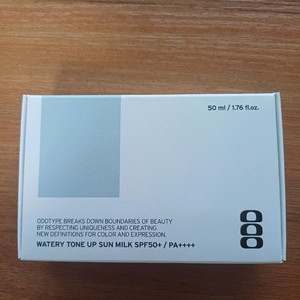 50 ml / 1.76 fl.oz.
ODDTYPE BREAKS DOWN BOUNDARIES OF BEAUTY
BY RESPECTING UNIQUENESS AND CREATING
NEW DEFINITIONS FOR COLOR AND EXPRESSION.
WATERY TONE UP SUN MILK SPF50+ / PA++++